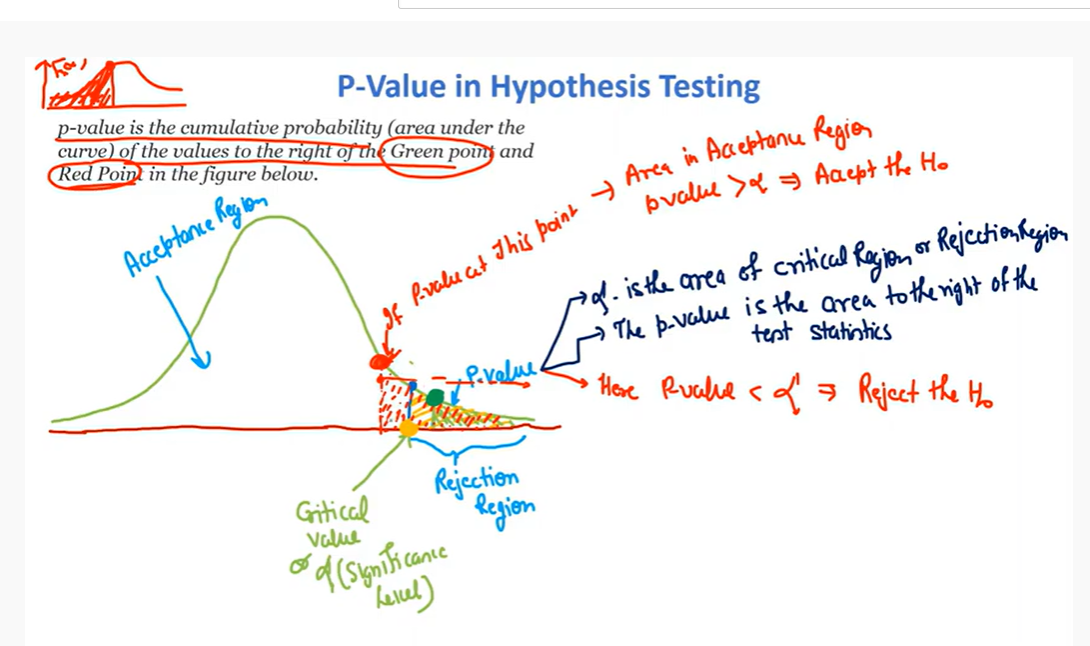 P-Value in Hypothesis Testing
p-value is the cumulative probability (area under the
curve) of the values to the right of the Green point and
Red Point in the figure below.
Acceptance Region
If P-value at This point → Area in Acceptance Region
pvalue > α ⇒ Accept the H₀
α. is the area of critical Region or Rejection Region
→ The p-value is the area to the right of the
test statistics
P-value
Here P-value < α ⇒ Reject the H₀
Rejection
Region
Critical
value
α (Significance
level)